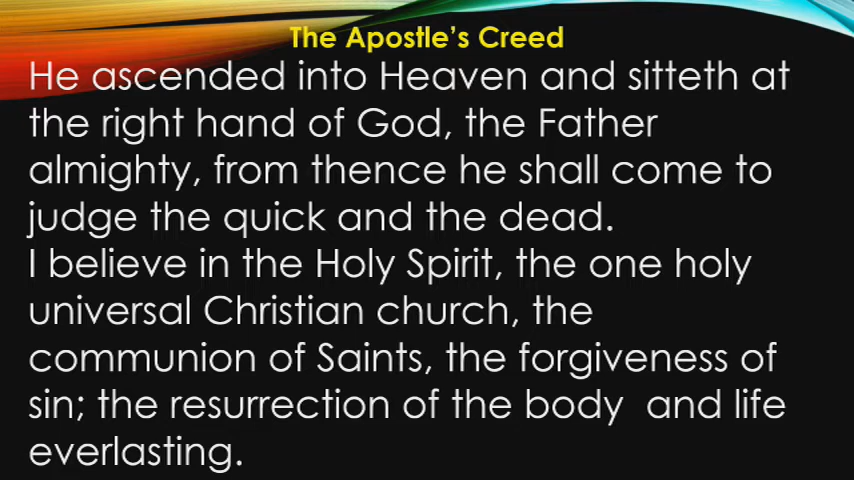 The Apostle's Creed
He ascended into Heaven and sitteth at
the right hand of God, the Father
almighty, from thence he shall come to
judge the quick and the dead.
I believe in the Holy Spirit, the one holy
universal Christian church, the
communion of Saints, the forgiveness of
sin; the resurrection of the body  and life
everlasting.